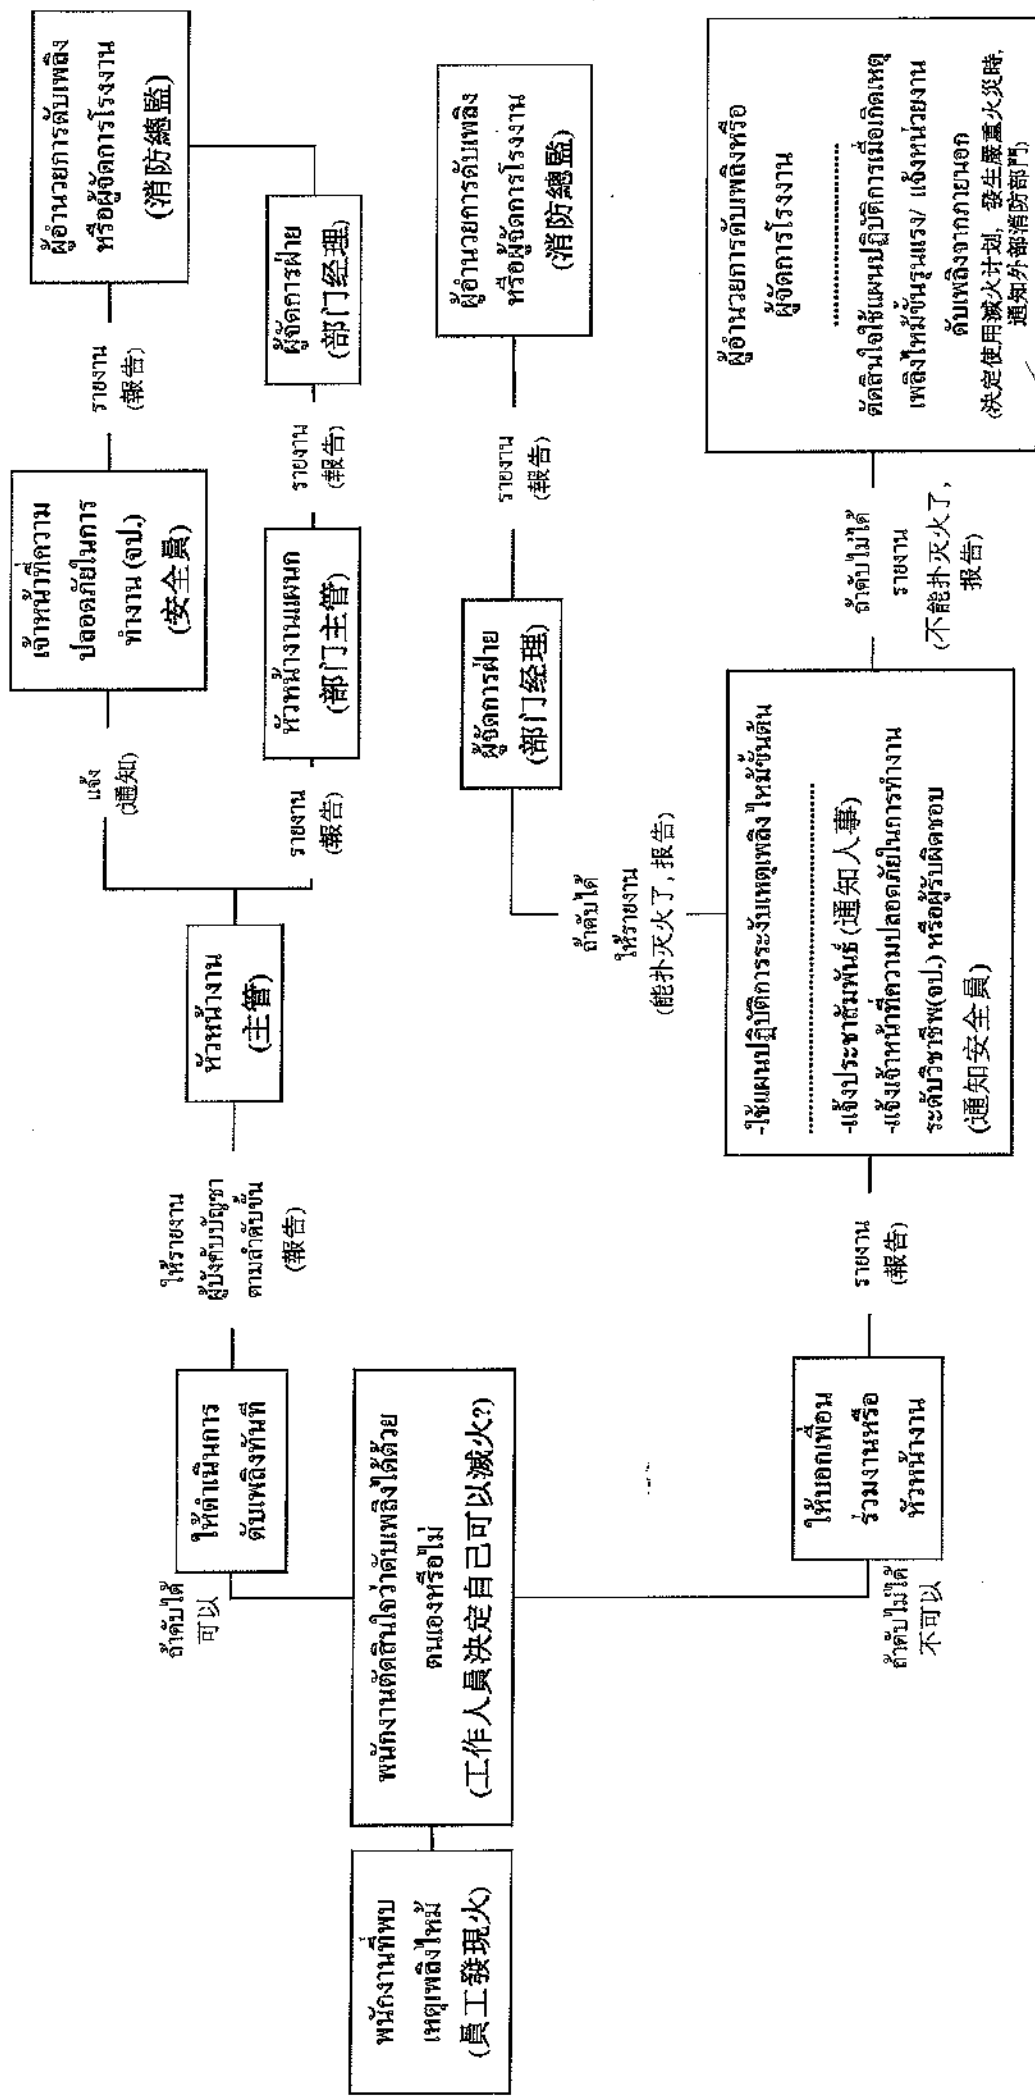 พนักงานที่พบ
เหตุเพลิงไหม้
(員工發現火)
พนักงานตัดสินใจว่าดับเพลิงได้ด้วย
ตนเองหรือไม่
(工作人員決定自己可以滅火?)
ถ้าดับได้
可以
ให้ดำเนินการ
ดับเพลิงทันที
ให้รายงาน
ผู้บังคับบัญชา
ตามลำดับขั้น
(報告)
หัวหน้างาน
(主管)
แจ้ง
(通知)
เจ้าหน้าที่ความ
ปลอดภัยในการ
ทำงาน (จป.)
(安全員)
รายงาน
(報告)
ผู้อำนวยการดับเพลิง
หรือผู้จัดการโรงงาน
(消防總監)
รายงาน
(報告)
หัวหน้างานแผนก
(部门主管)
รายงาน
(報告)
ผู้จัดการฝ่าย
(部门经理)
ถ้าดับไม่ได้
不可以
ให้บอกเพื่อน
ร่วมงานหรือ
หัวหน้างาน
รายงาน
(報告)
-ใช้แผนปฏิบัติการระงับเหตุเพลิงไหม้ขั้นต้น
-แจ้งประชาสัมพันธ์ (通知人事)
-แจ้งเจ้าหน้าที่ความปลอดภัยในการทำงาน
ระดับวิชาชีพ(จป.) หรือผู้รับผิดชอบ
(通知安全員)
ถ้าดับได้
ให้รายงาน
(能扑灭火了, 报告)
ผู้จัดการฝ่าย
(部门经理)
รายงาน
(報告)
ผู้อำนวยการดับเพลิง
หรือผู้จัดการโรงงาน
(消防總監)
ถ้าดับไม่ได้
รายงาน
(不能扑灭火了,
报告)
ผู้อำนวยการดับเพลิงหรือ
ผู้จัดการโรงงาน
ตัดสินใจใช้แผนปฏิบัติการเมื่อเกิดเหตุ
เพลิงไหม้ขั้นรุนแรง/ แจ้งหน่วยงาน
ดับเพลิงจากภายนอก
(决定使用滅火计划, 發生嚴重火災時,
通知外部消防部門)